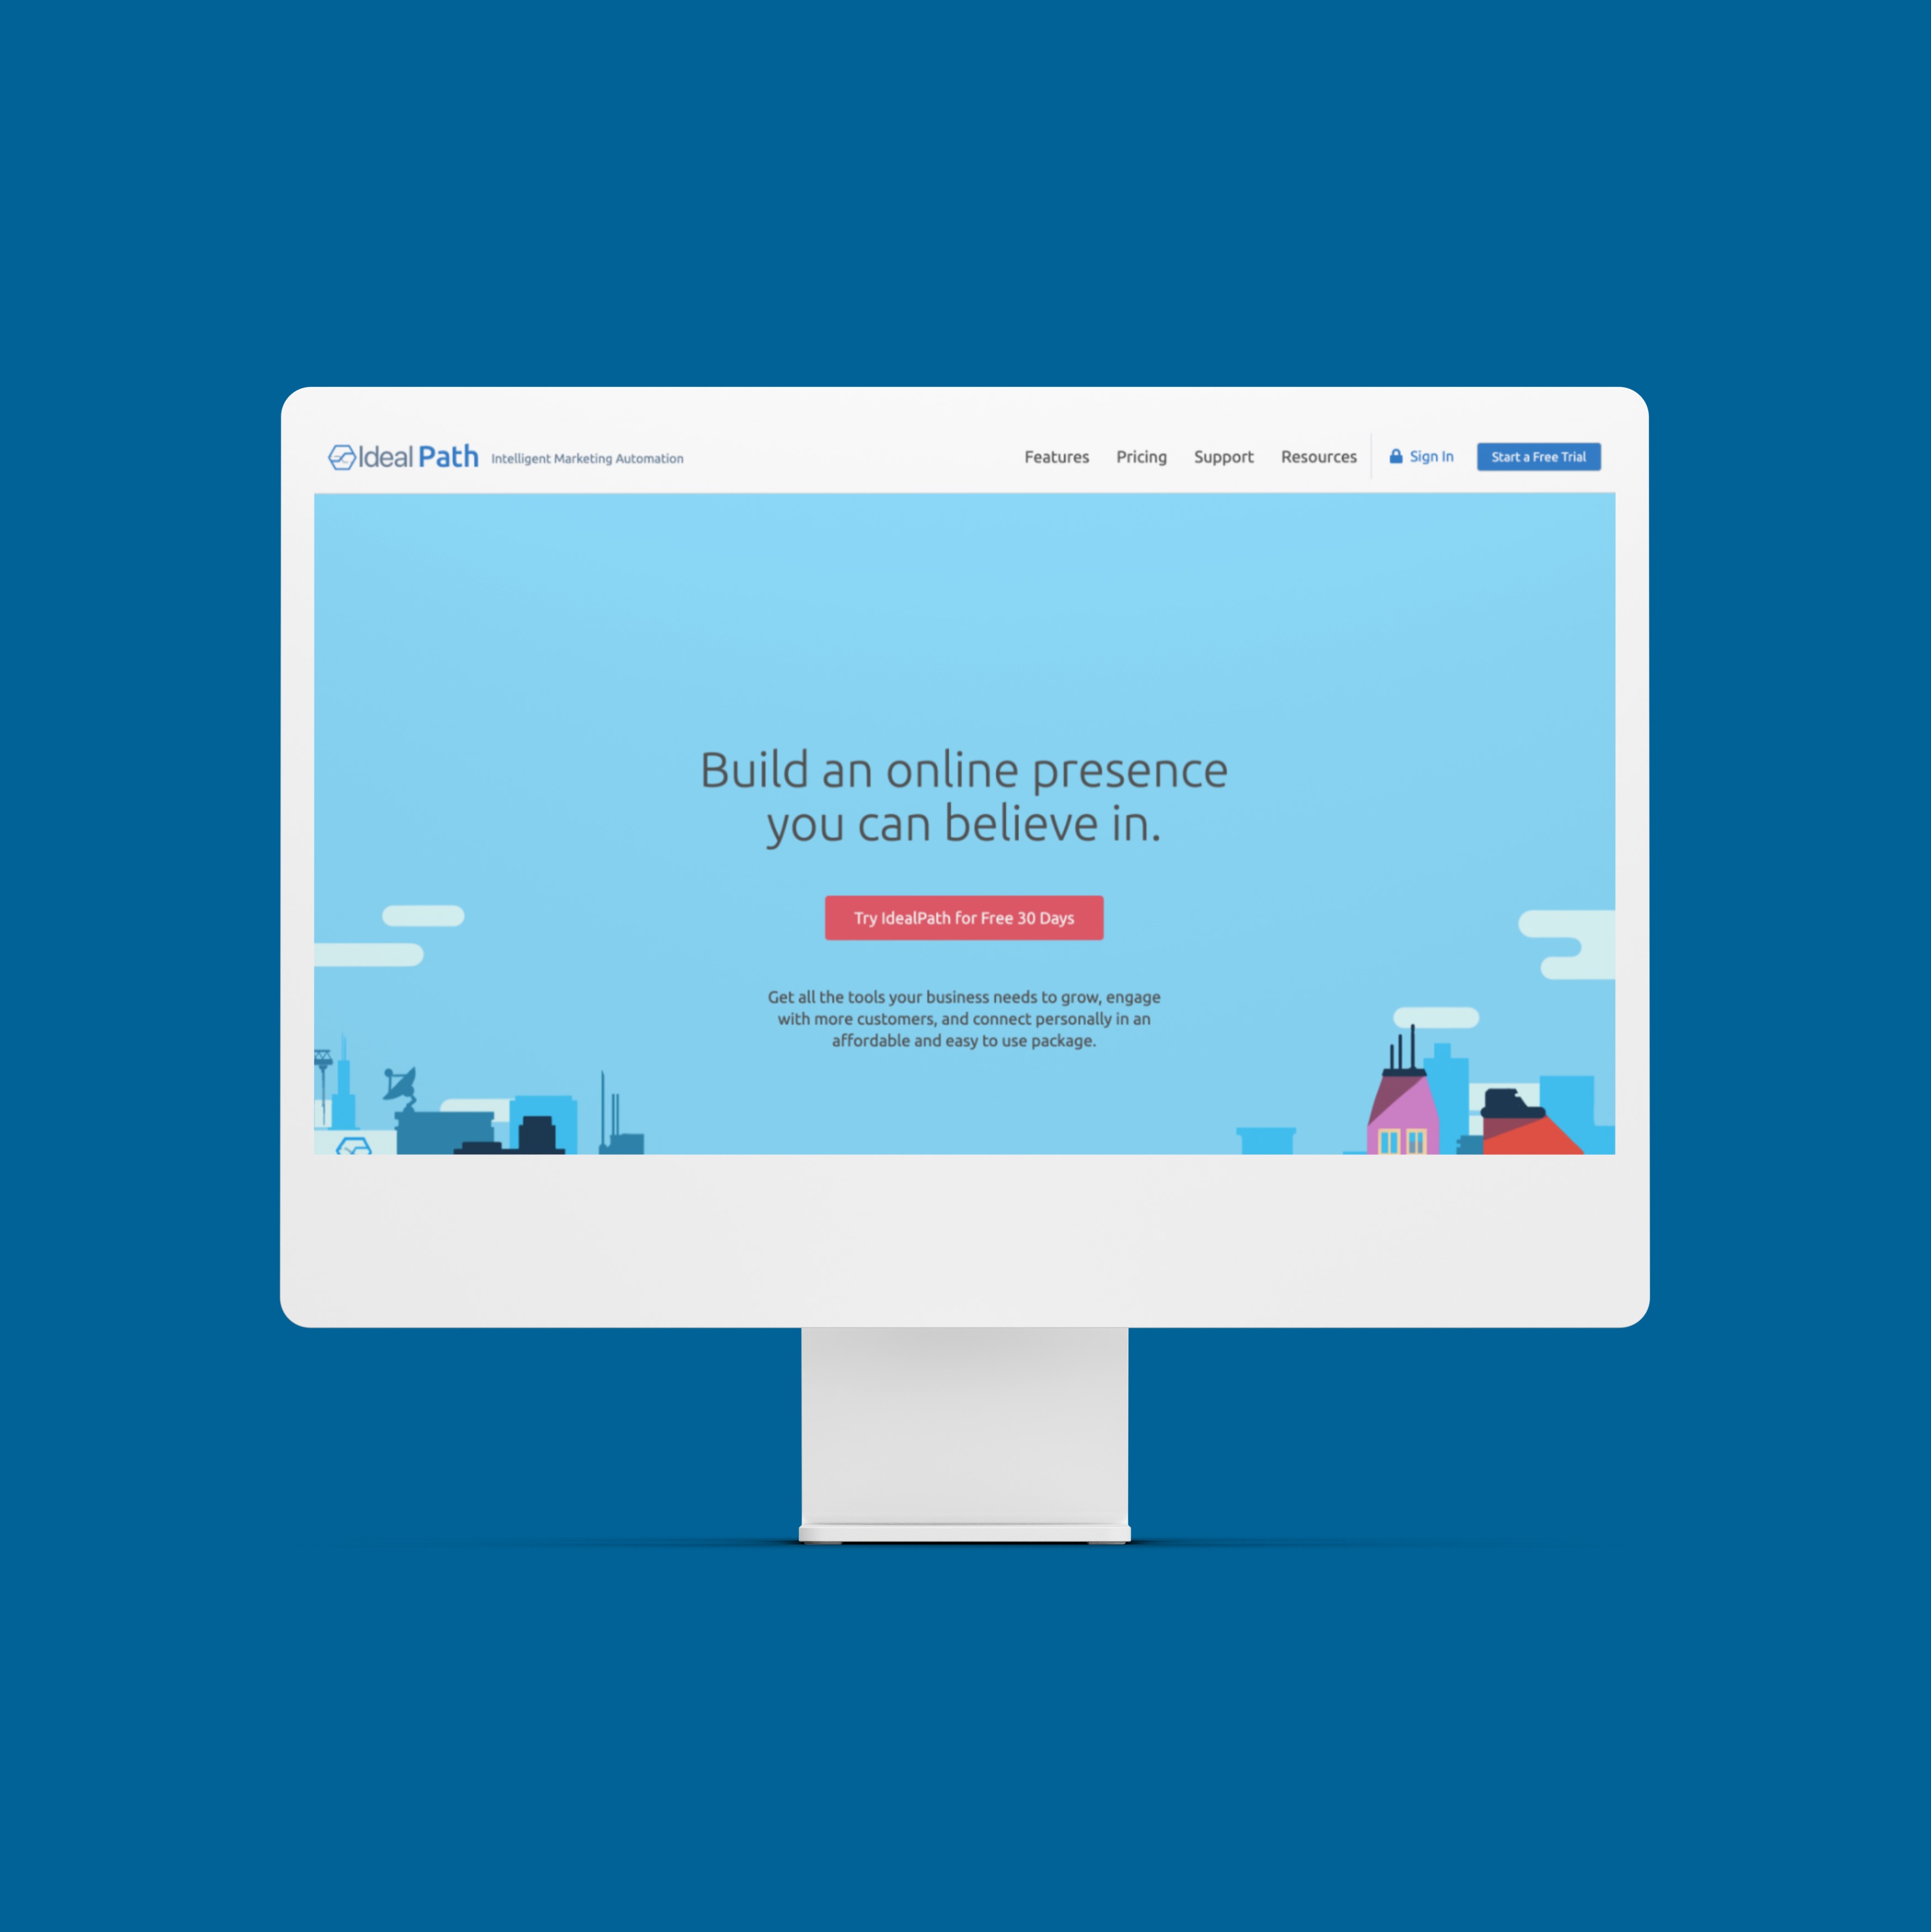 Ideal Path Intelligent Marketing Automation
Features Pricing Support Resources Sign In Start a Free Trial
Build an online presence
you can believe in.
Try IdealPath for Free 30 Days
Get all the tools your business needs to grow, engage
with more customers, and connect personally in an
affordable and easy to use package.